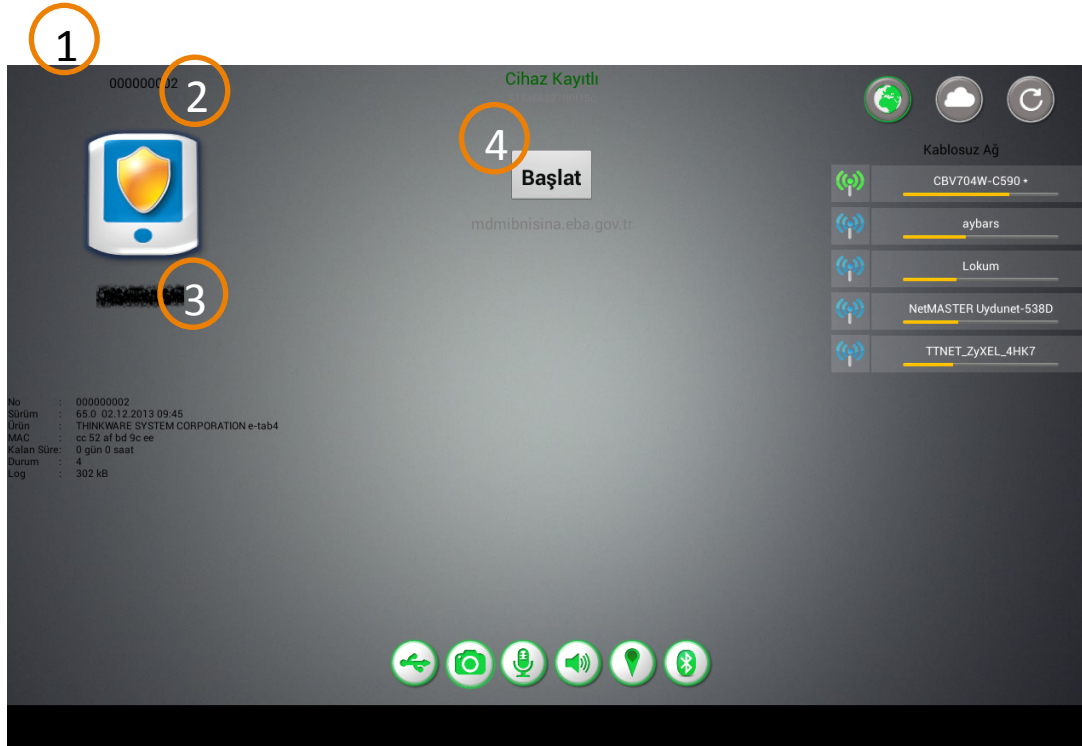 1
000000002
2
Cihaz Kayıtlı
4
Başlat
mdmibnisina.eba.gov.tr
3
Kablosuz Ağ
CBV704W-C590 *
aybars
Lokum
NetMASTER Uydunet-538D
TTNET_ZyXEL_4HK7
No : 000000002
Sürüm : 65.0 02.12.2013 09:45
Ürün : THINKWARE SYSTEM CORPORATION e-tab4
MAC : cc 52 af bd 9c ee
Kalan Süre: 0 gün 0 saat
Durum : 4
Log : 302 kB